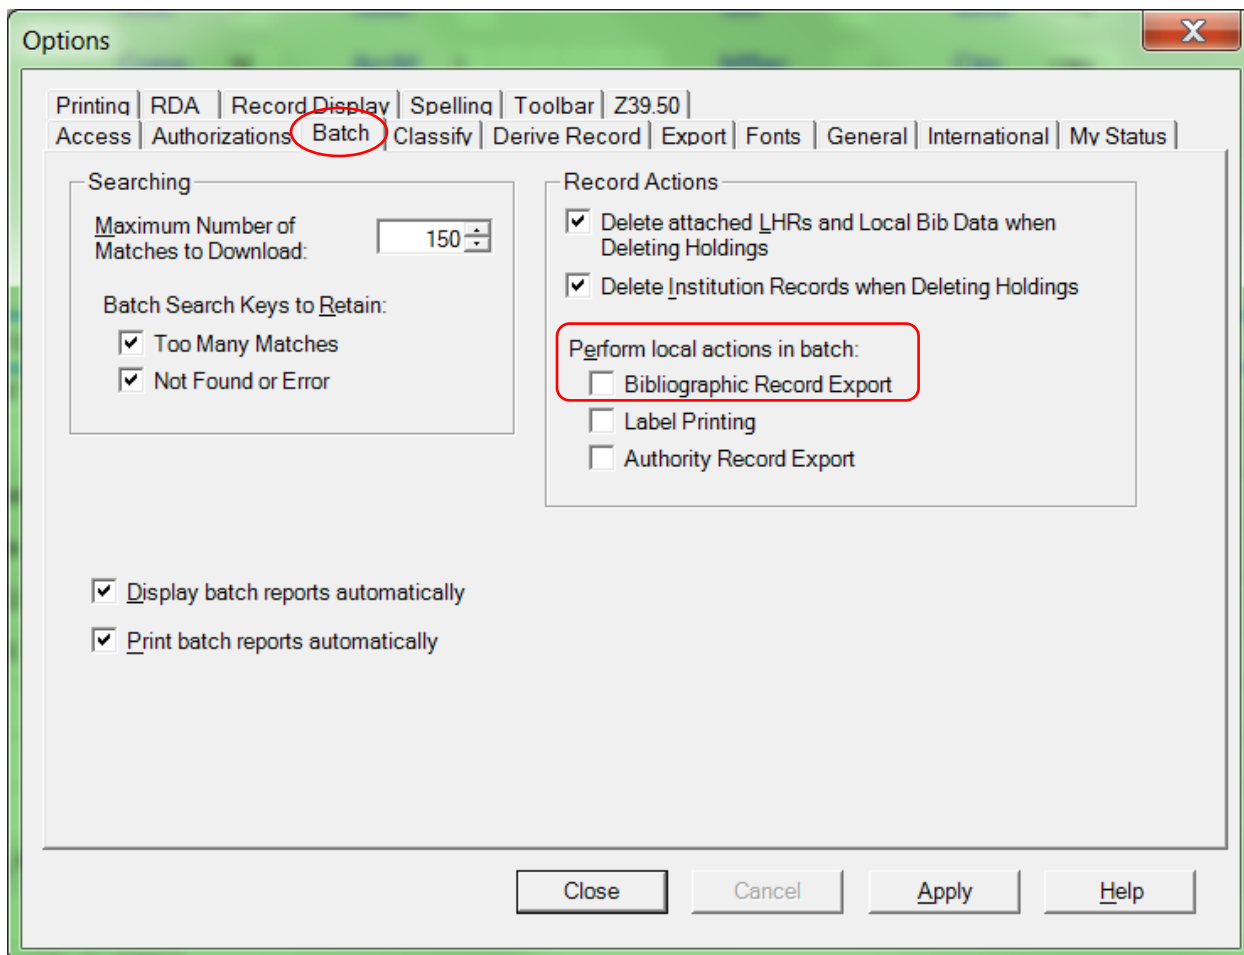 Options
X
Printing RDA Record Display Spelling Toolbar Z39.50
Access Authorizations Batch Classify Derive Record Export Fonts General International My Status
Searching
Maximum Number of
Matches to Download:
150
Batch Search Keys to Retain:
Too Many Matches
Not Found or Error
Record Actions
Delete attached LHRs and Local Bib Data when
Deleting Holdings
Delete Institution Records when Deleting Holdings
Perform local actions in batch:
Bibliographic Record Export
Label Printing
Authority Record Export
Display batch reports automatically
Print batch reports automatically
Close Cancel Apply Help